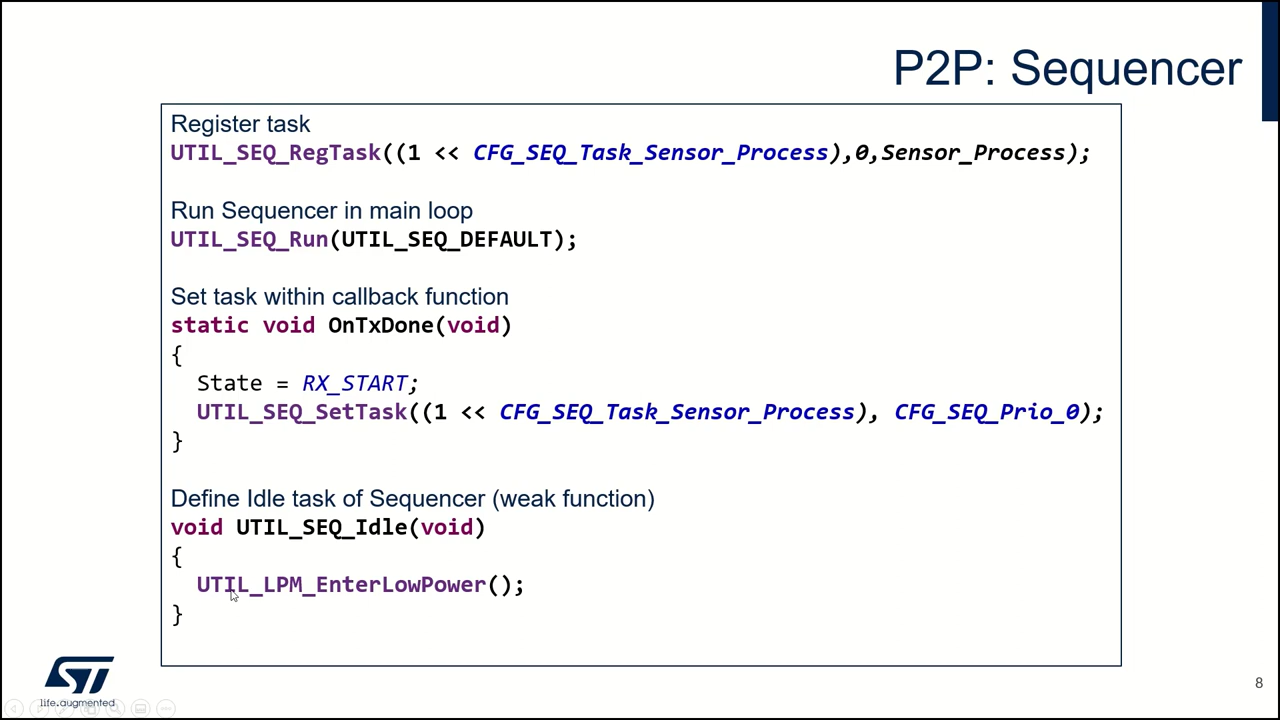 P2P: Sequencer
Register task
UTIL_SEQ_RegTask((1 << CFG_SEQ_Task_Sensor_Process),0,Sensor_Process);
Run Sequencer in main loop
UTIL_SEQ_Run(UTIL_SEQ_DEFAULT);
Set task within callback function
static void OnTxDone(void)
{
State = RX_START;
UTIL_SEQ_SetTask((1 << CFG_SEQ_Task_Sensor_Process), CFG_SEQ_Prio_0);
}
Define Idle task of Sequencer (weak function)
void UTIL_SEQ_Idle(void)
{
UTIL_LPM_EnterLowPower();
}
ST
life.augmented
8